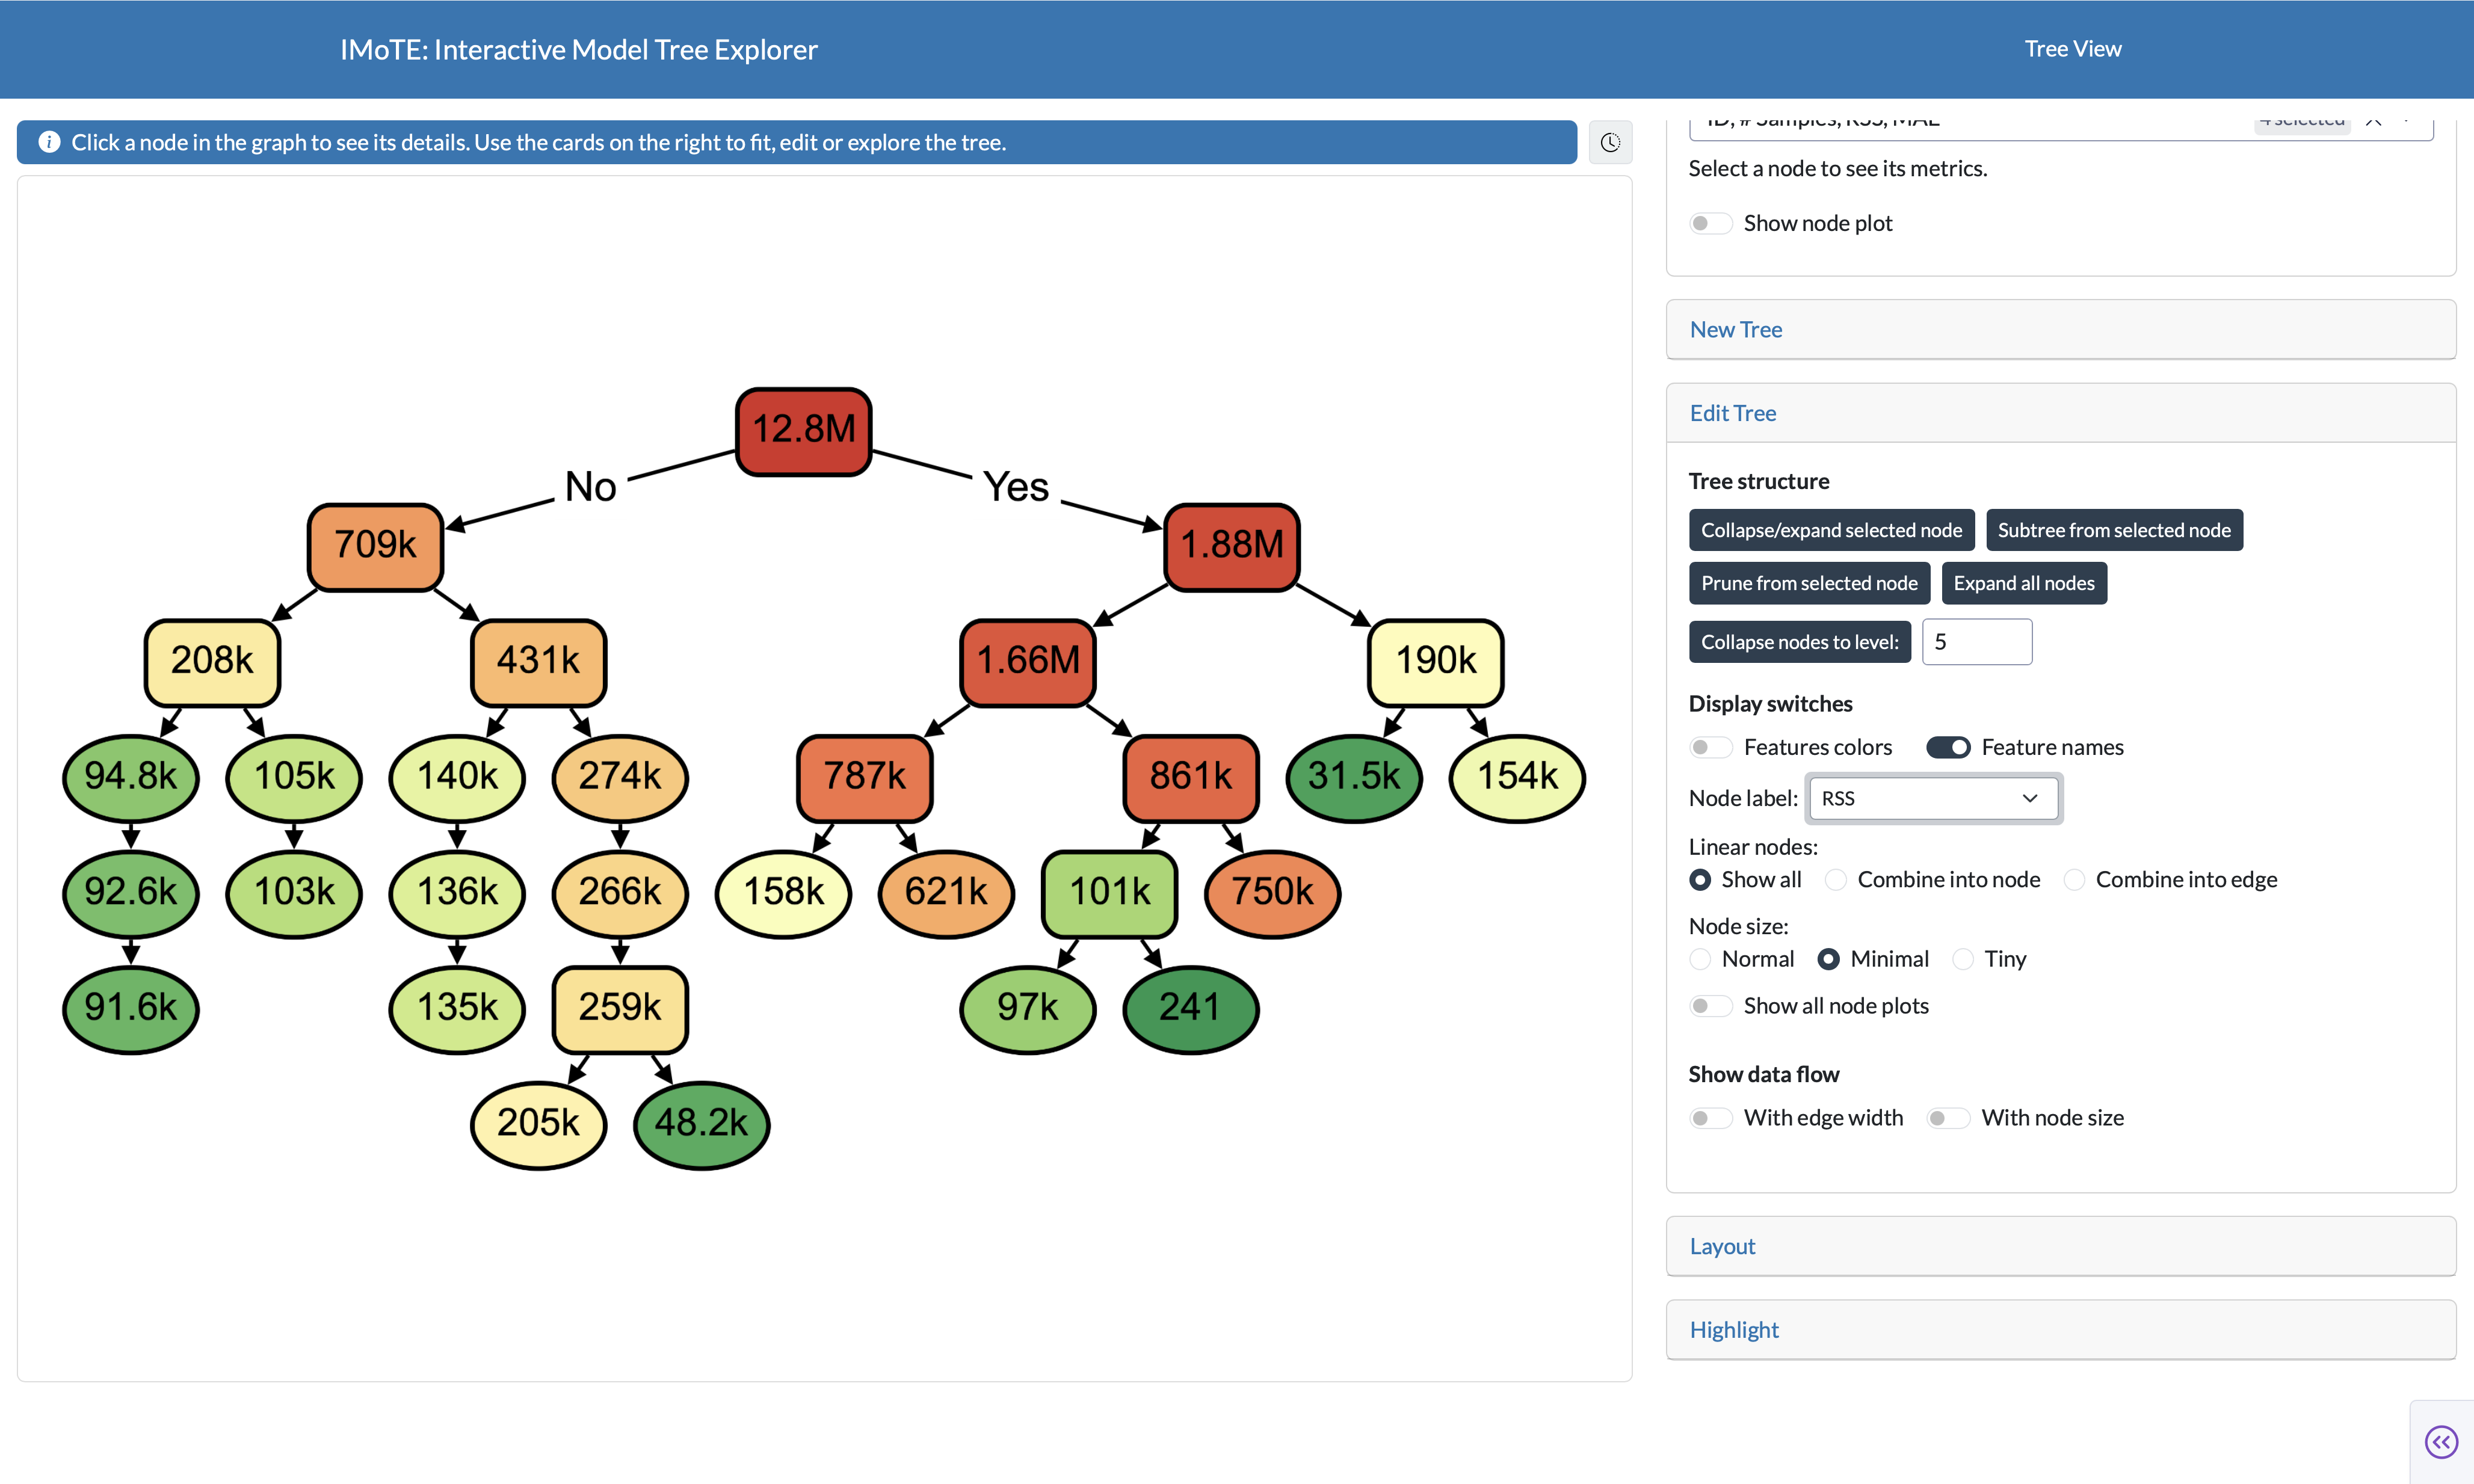 IMoTE: Interactive Model Tree Explorer
Tree View
Click a node in the graph to see its details. Use the cards on the right to fit, edit or explore the tree.
12.8M
No
Yes
709k
1.88M
208k
431k
1.66M
190k
94.8k
105k
140k
274k
787k
861k
31.5k
154k
92.6k
103k
136k
266k
158k
621k
101k
750k
91.6k
135k
259k
97k
241
205k
48.2k
ID, # Samples, RSS, MAE
4 selected
Select a node to see its metrics.
Show node plot
New Tree
Edit Tree
Tree structure
Collapse/expand selected node
Subtree from selected node
Prune from selected node
Expand all nodes
Collapse nodes to level:
5
Display switches
Features colors
Feature names
Node label:
RSS
Linear nodes:
Show all
Combine into node
Combine into edge
Node size:
Normal
Minimal
Tiny
Show all node plots
Show data flow
With edge width
With node size
Layout
Highlight